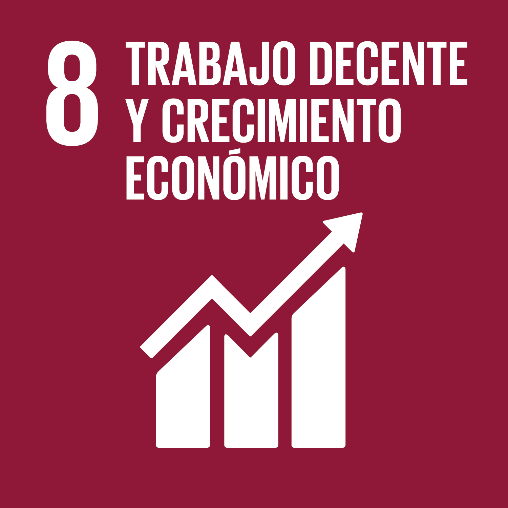 8 TRABAJO DECENTE
Y CRECIMIENTO
ECONÓMICO